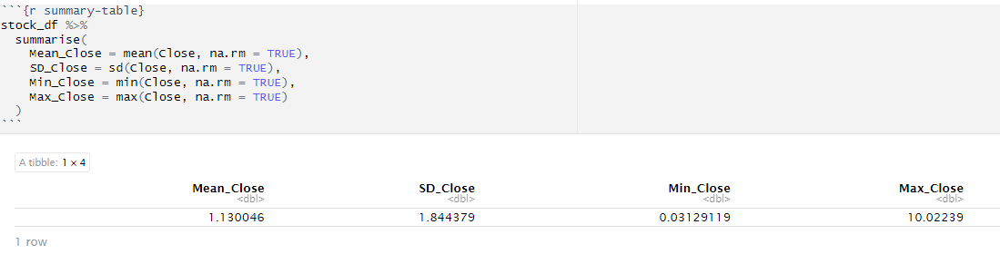 ```{r summary-table}
stock_df %>%
  summarise(
    Mean_Close = mean(Close, na.rm = TRUE),
    SD_Close = sd(Close, na.rm = TRUE),
    Min_Close = min(Close, na.rm = TRUE),
    Max_Close = max(Close, na.rm = TRUE)
  )
```
A tibble: 1 × 4
Mean_Close SD_Close Min_Close Max_Close
<dbl> <dbl> <dbl> <dbl>
1.130046 1.844379 0.03129119 10.02239
1 row